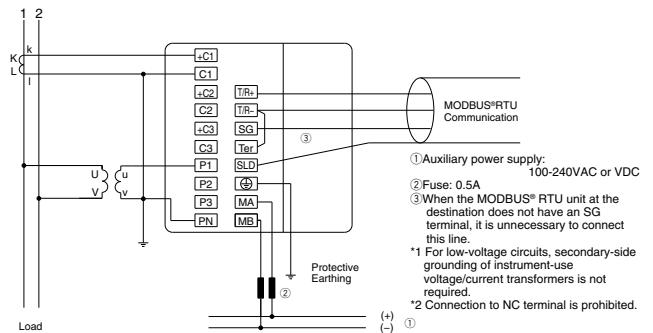 1 2
K k
L l
+C1
C1
+C2 T/R+
C2 T/R−
+C3 SG
C3 Ter
P1 SLD
P2
P3 MA
PN MB
U u
V v
③
MODBUS®RTU
Communication
Protective
Earthing
②
(+)
(−)
①
Load
①Auxiliary power supply:
100-240VAC or VDC
②Fuse: 0.5A
③When the MODBUS® RTU unit at the
destination does not have an SG
terminal, it is unnecessary to connect
this line.
*1 For low-voltage circuits, secondary-side
grounding of instrument-use
voltage/current transformers is not
required.
*2 Connection to NC terminal is prohibited.